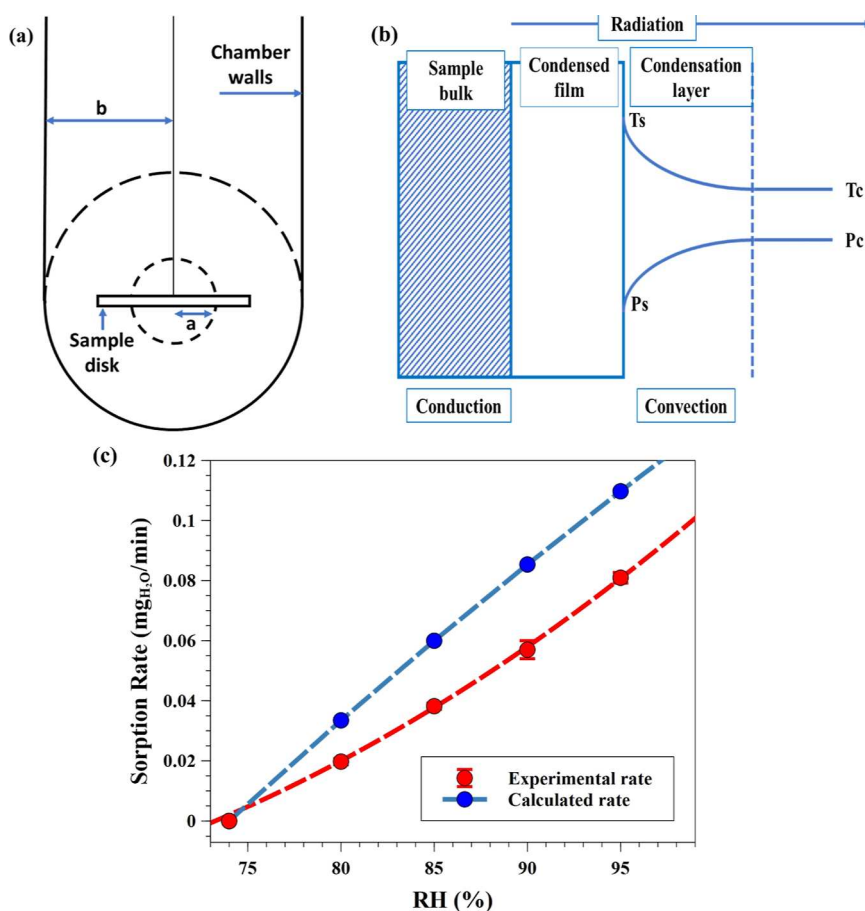 (a)
Chamber
walls
b
a
Sample
disk
(b)
Radiation
Sample
bulk
Condensed
film
Condensation
layer
Ts
Tc
Pc
Ps
Conduction
Convection
(c)
Sorption Rate (mgH₂O/min)
0.12
0.1
0.08
0.06
0.04
0.02
0
75
80
85
90
95
RH (%)
Experimental rate
Calculated rate